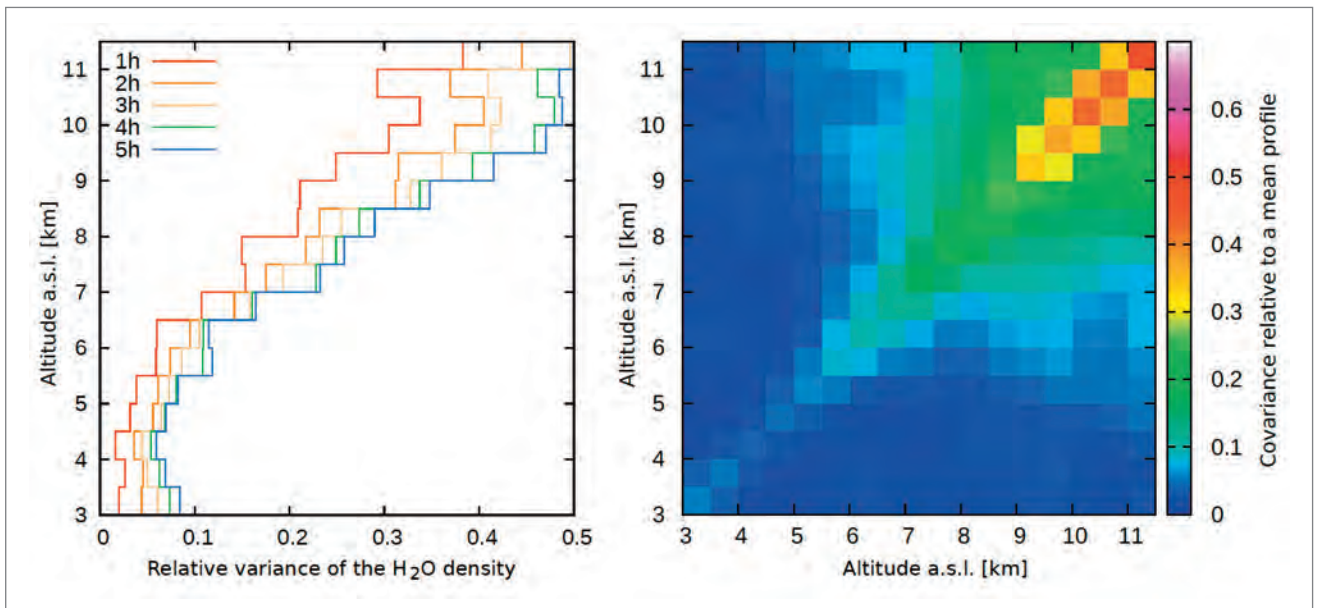 1h
2h
3h
4h
5h
11
10
9
8
7
6
5
4
3
Altitude a.s.l. [km]
0 0.1 0.2 0.3 0.4 0.5
Relative variance of the H₂O density
11
10
9
8
7
6
5
4
3
Altitude a.s.l. [km]
3 4 5 6 7 8 9 10 11
Altitude a.s.l. [km]
0.6
0.5
0.4
0.3
0.2
0.1
0
Covariance relative to a mean profile